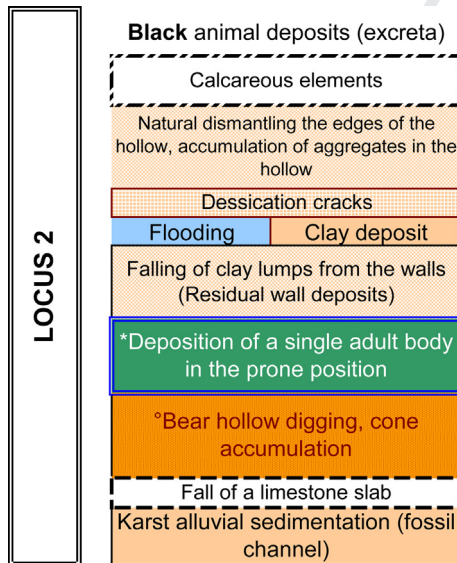 LOCUS 2
Black animal deposits (excreta)
Calcareous elements
Natural dismantling the edges of the
hollow, accumulation of aggregates in the
hollow
Dessication cracks
Flooding
Clay deposit
Falling of clay lumps from the walls
(Residual wall deposits)
*Deposition of a single adult body
in the prone position
°Bear hollow digging, cone
accumulation
Fall of a limestone slab
Karst alluvial sedimentation (fossil
channel)